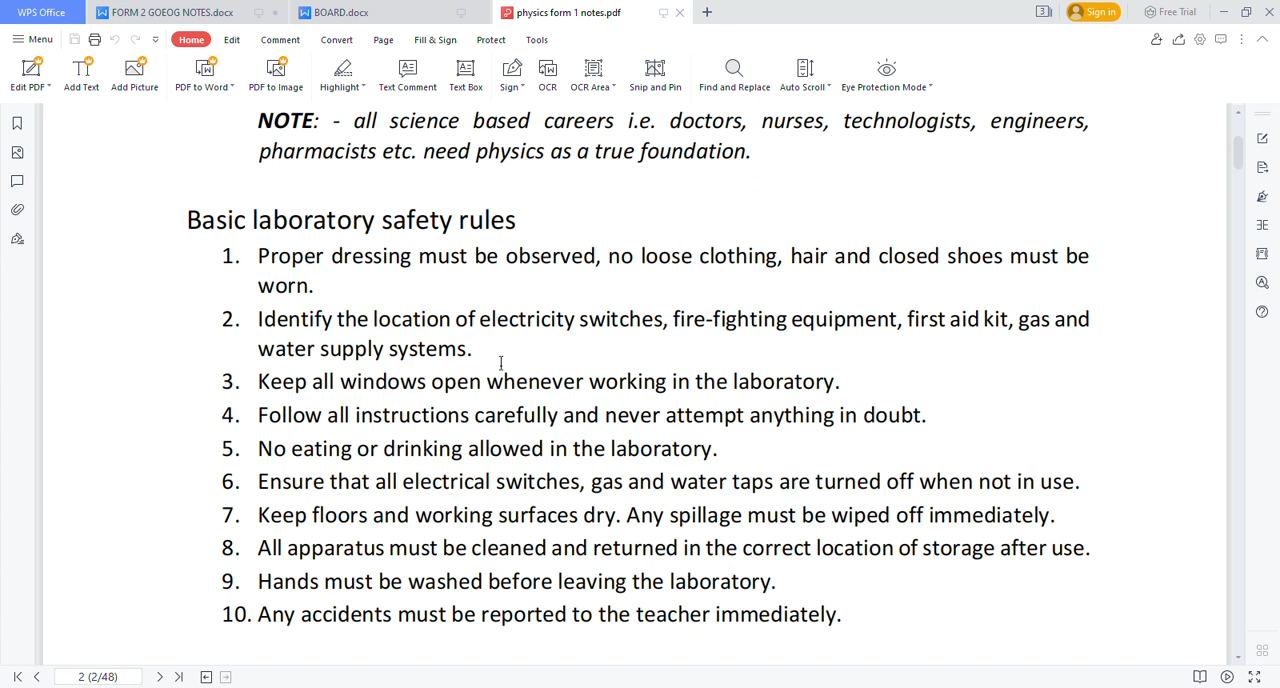 WPS Office FORM 2 GOEOG NOTES.docx BOARD.docx physics form 1 notes.pdf Sign in Free Trial
Menu Home Edit Comment Convert Page Fill & Sign Protect Tools
Edit PDF Add Text Add Picture PDF to Word PDF to Image Highlight Text Comment Text Box Sign OCR OCR Area Snip and Pin Find and Replace Auto Scroll Eye Protection Mode
NOTE: - all science based careers i.e. doctors, nurses, technologists, engineers,
pharmacists etc. need physics as a true foundation.
Basic laboratory safety rules
1. Proper dressing must be observed, no loose clothing, hair and closed shoes must be
worn.
2. Identify the location of electricity switches, fire-fighting equipment, first aid kit, gas and
water supply systems.
3. Keep all windows open whenever working in the laboratory.
4. Follow all instructions carefully and never attempt anything in doubt.
5. No eating or drinking allowed in the laboratory.
6. Ensure that all electrical switches, gas and water taps are turned off when not in use.
7. Keep floors and working surfaces dry. Any spillage must be wiped off immediately.
8. All apparatus must be cleaned and returned in the correct location of storage after use.
9. Hands must be washed before leaving the laboratory.
10. Any accidents must be reported to the teacher immediately.
2 (2/48)